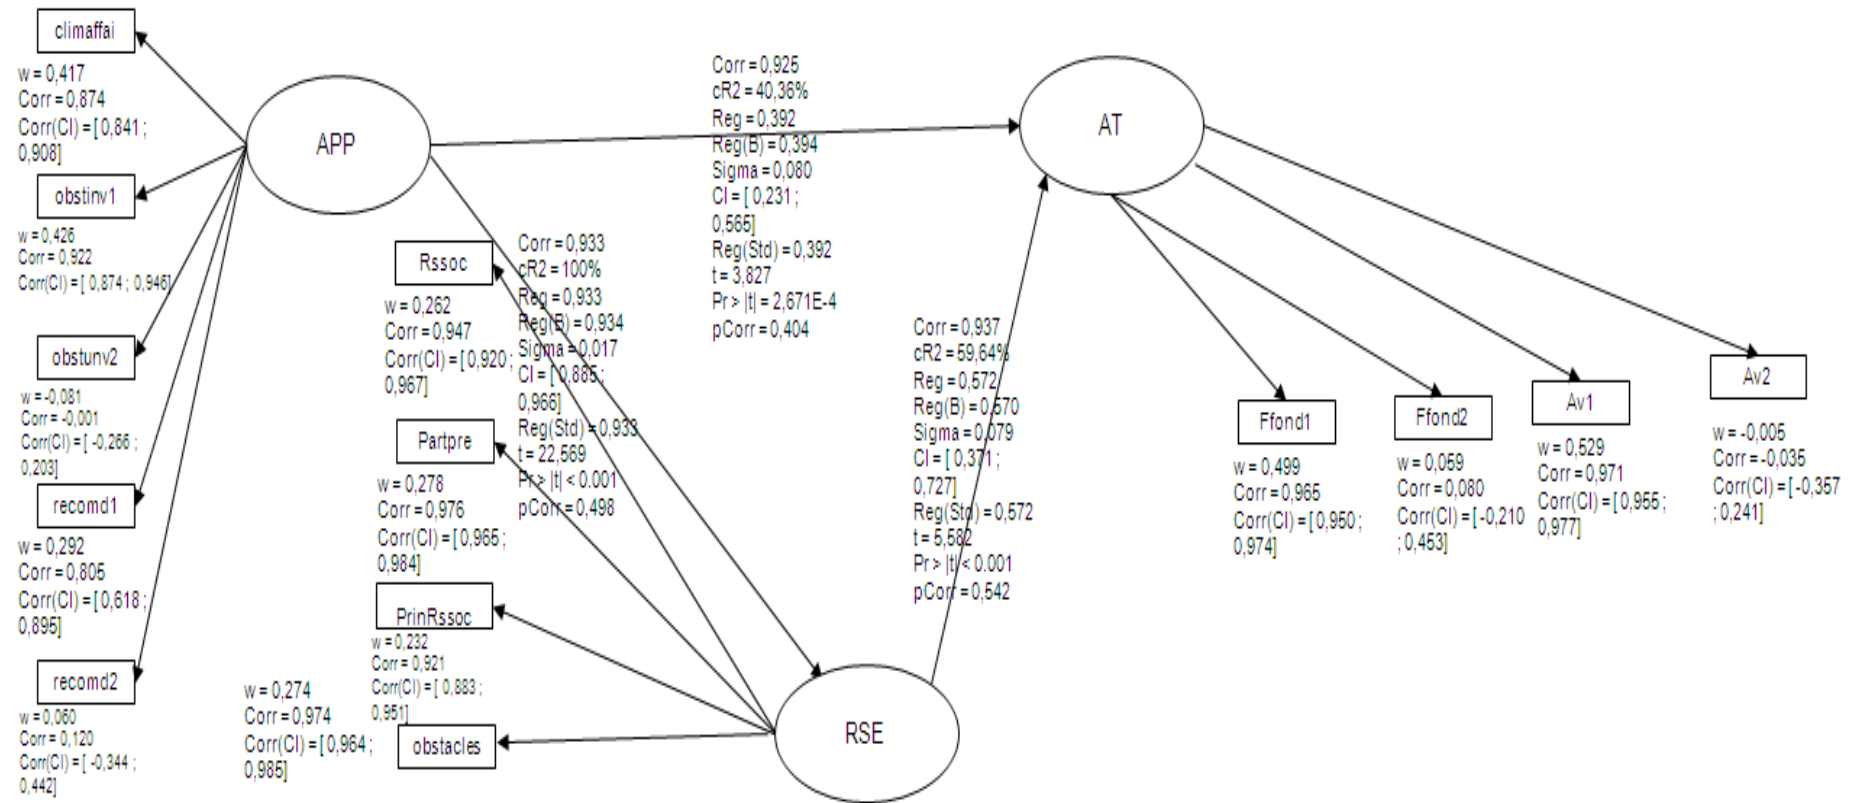 climaffai
w = 0,417
Corr = 0,874
Corr(CI) = [ 0,841 ;
0,908]
obstinv1
w = 0,426
Corr = 0,922
Corr(CI) = [ 0,874 ; 0,946]
obstunv2
w = -0,081
Corr = -0,001
Corr(CI) = [ -0,266 ;
0,203]
recomd1
w = 0,292
Corr = 0,805
Corr(CI) = [ 0,618 ;
0,895]
recomd2
w = 0,060
Corr = 0,120
Corr(CI) = [ -0,344 ;
0,442]
APP
Rssoc
w = 0,262
Corr = 0,947
Corr(CI) = [ 0,920 ;
0,967]
Partpre
w = 0,278
Corr = 0,976
Corr(CI) = [ 0,965 ;
0,984]
PrinRssoc
w = 0,232
Corr = 0,921
Corr(CI) = [ 0,883 ;
0,951]
obstacles
w = 0,274
Corr = 0,974
Corr(CI) = [ 0,964 ;
0,985]
Corr = 0,933
cR2 = 100%
Reg = 0,933
Reg(B) = 0,934
Sigma = 0,017
CI = [ 0,885 ;
0,966]
Reg(Std) = 0,933
t = 22,569
Pr > |t| < 0.001
pCorr = 0,498
RSE
Corr = 0,925
cR2 = 40,36%
Reg = 0,392
Reg(B) = 0,394
Sigma = 0,080
CI = [ 0,231 ;
0,565]
Reg(Std) = 0,392
t = 3,827
Pr > |t| = 2,671E-4
pCorr = 0,404
Corr = 0,937
cR2 = 59,64%
Reg = 0,572
Reg(B) = 0,570
Sigma = 0,079
CI = [ 0,371 ;
0,727]
Reg(Std) = 0,572
t = 5,582
Pr > |t| < 0.001
pCorr = 0,542
AT
Ffond1
w = 0,499
Corr = 0,965
Corr(CI) = [ 0,950 ;
0,974]
Ffond2
w = 0,059
Corr = 0,080
Corr(CI) = [ -0,210
; 0,453]
Av1
w = 0,529
Corr = 0,971
Corr(CI) = [ 0,955 ;
0,977]
Av2
w = -0,005
Corr = -0,035
Corr(CI) = [ -0,357
; 0,241]